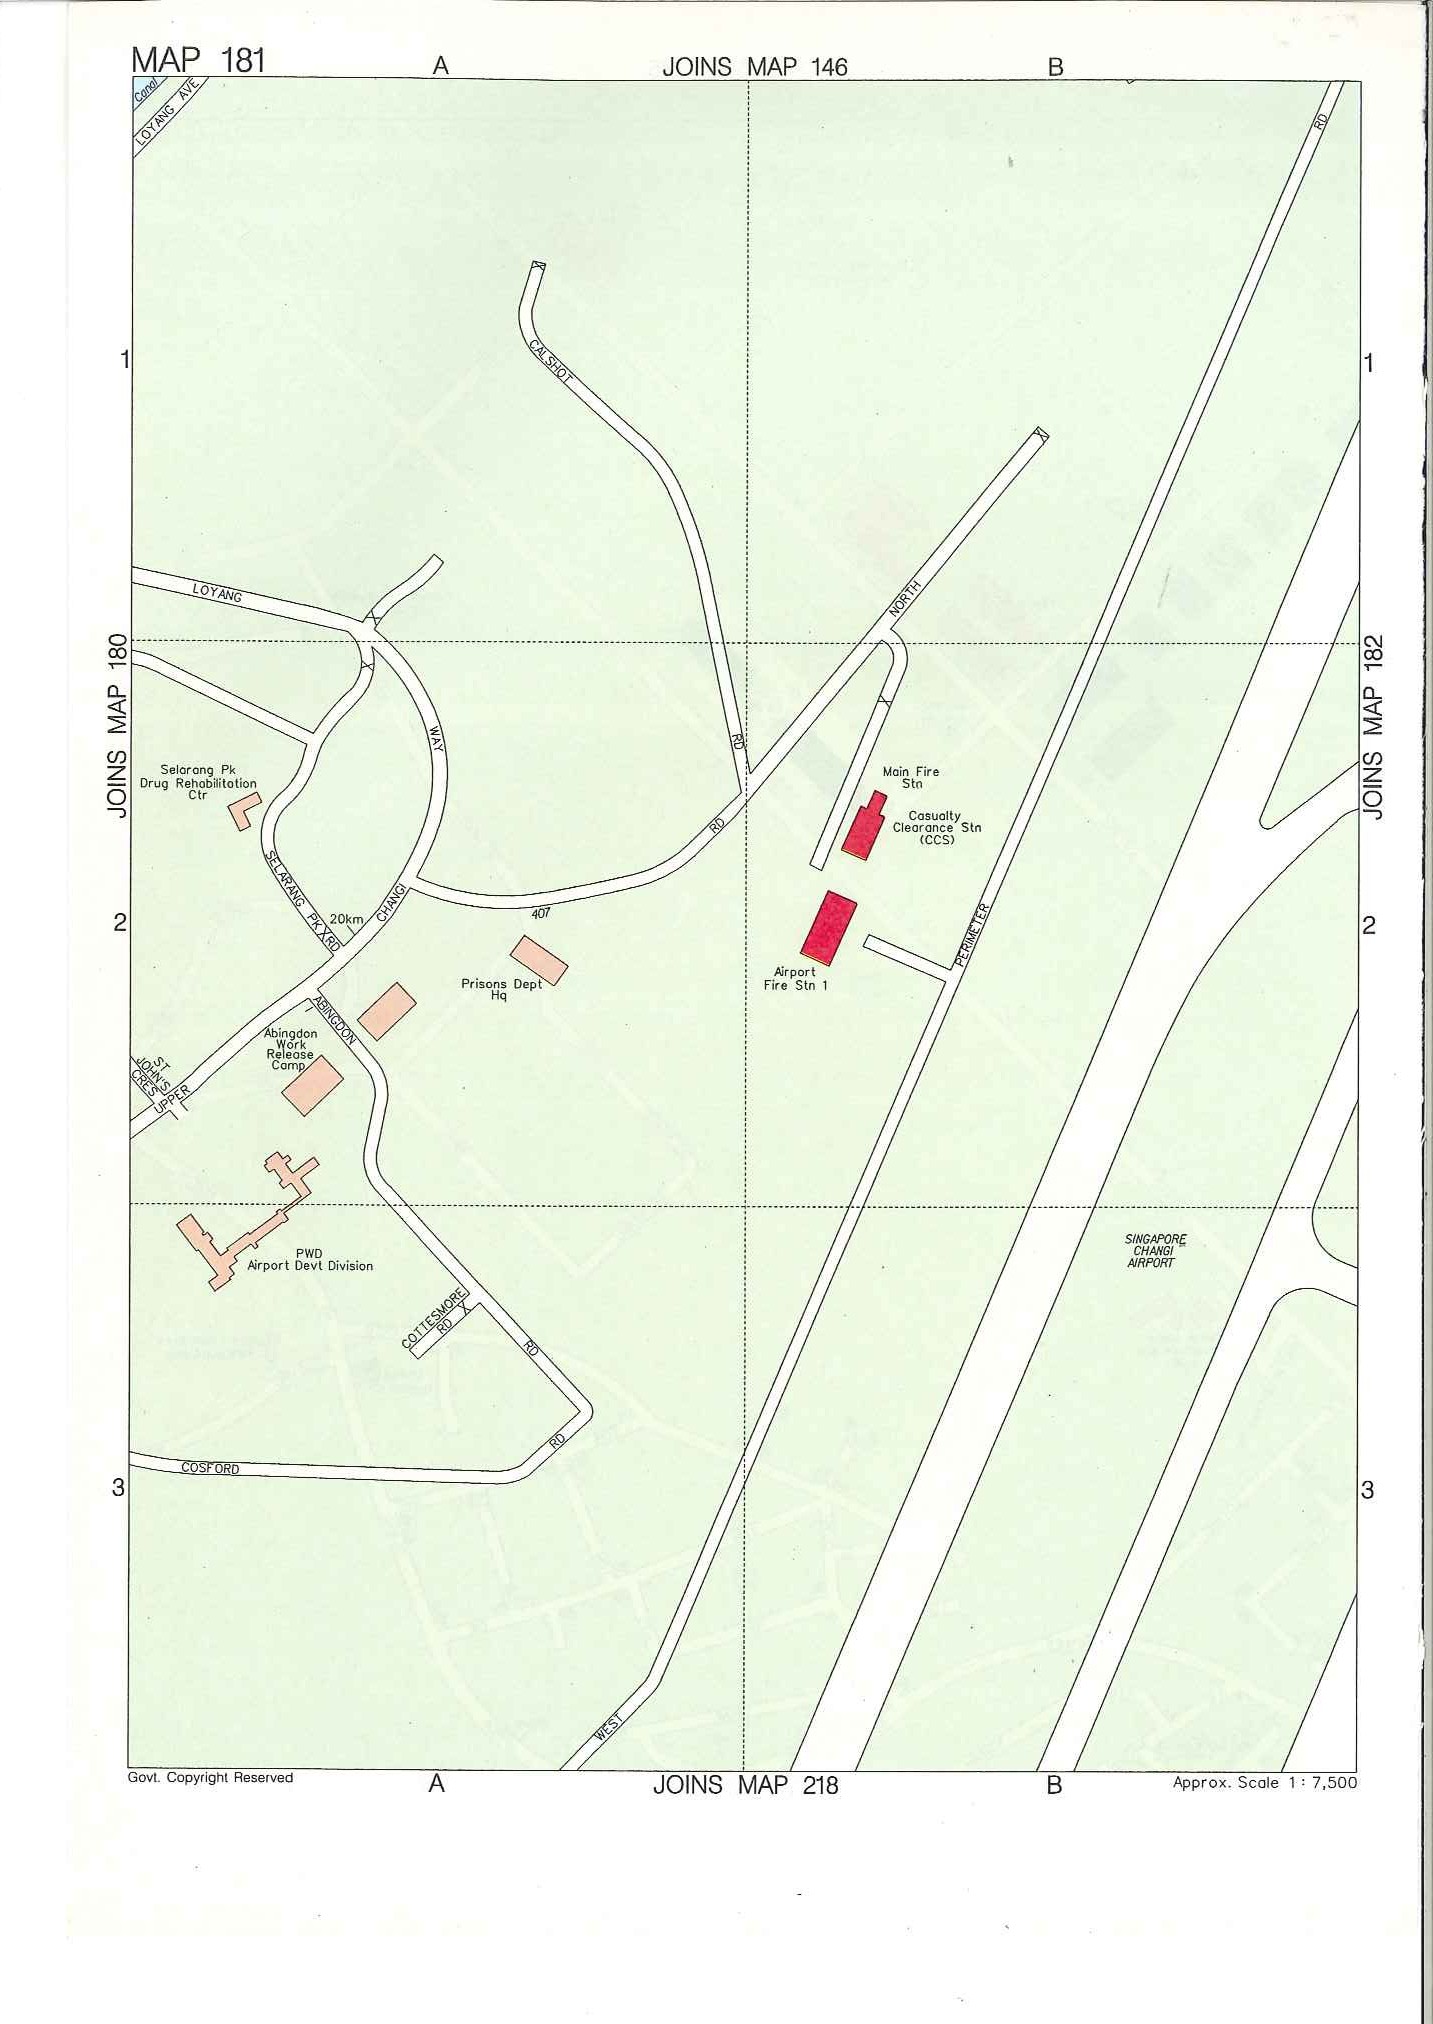 MAP 181
A
JOINS MAP 146
B
Canal
LOYANG AVE
RD
CALSHOT
1
1
LOYANG
NORTH
JOINS MAP 180
JOINS MAP 182
WAY
RD
Selarang Pk
Drug Rehabilitation
Ctr
Main Fire
Stn
Casualty
Clearance Stn
(CCS)
RD
SELARANG PK RD
CHANGI
20km
407
2
2
PERIMETER
Prisons Dept
Hq
Airport
Fire Stn 1
ABINGDON
Abingdon
Work
Release
Camp
ST
JOHN'S
CRES
UPPER
PWD
Airport Devt Division
SINGAPORE
CHANGI
AIRPORT
COTTESMORE
RD
RD
RD
COSFORD
3
3
WEST
Govt. Copyright Reserved
A
JOINS MAP 218
B
Approx. Scale 1 : 7,500